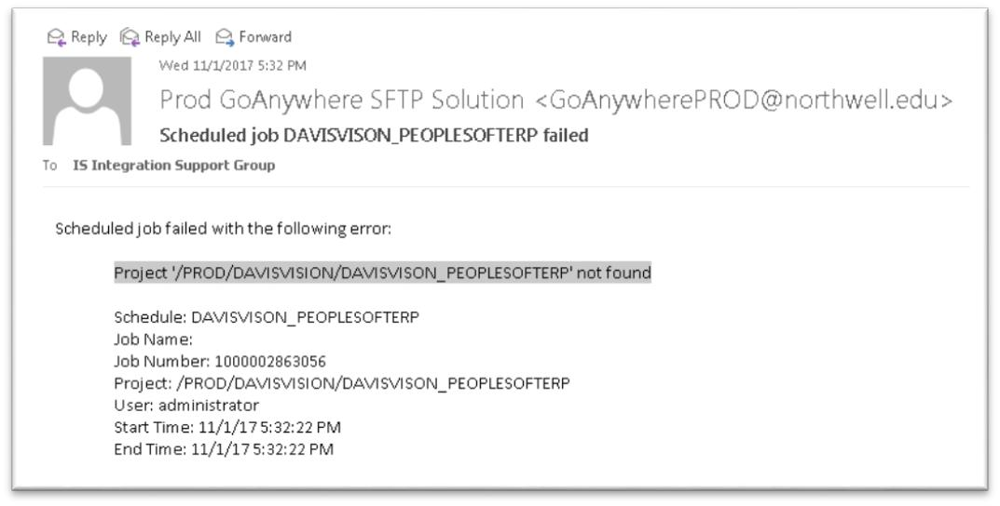 Reply Reply All Forward
Wed 11/1/2017 5:32 PM
Prod GoAnywhere SFTP Solution <GoAnywherePROD@northwell.edu>
Scheduled job DAVISVISON_PEOPLESOFTERP failed
To IS Integration Support Group
Scheduled job failed with the following error:
Project '/PROD/DAVISVISION/DAVISVISON_PEOPLESOFTERP' not found
Schedule: DAVISVISON_PEOPLESOFTERP
Job Name:
Job Number: 1000002863056
Project: /PROD/DAVISVISION/DAVISVISON_PEOPLESOFTERP
User: administrator
Start Time: 11/1/17 5:32:22 PM
End Time: 11/1/17 5:32:22 PM